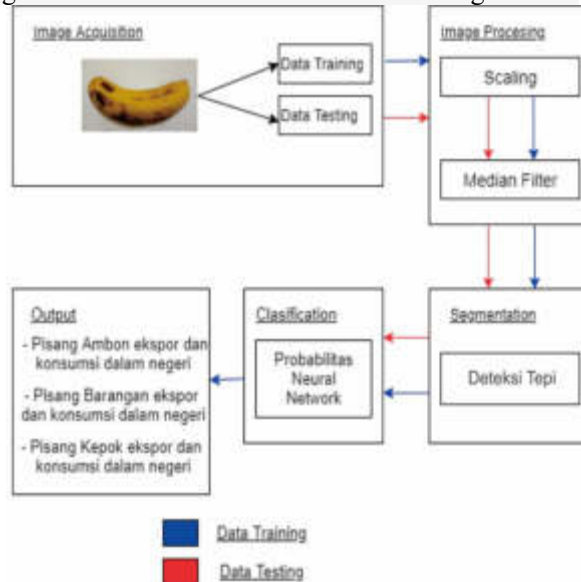 Image Acquisition
Data Training
Data Testing
Image Procesing
Scaling
Median Filter
Output
- Pisang Ambon ekspor dan
konsumsi dalam negeri
- Pisang Barangan ekspor
dan konsumsi dalam negeri
- Pisang Kepok ekspor dan
konsumsi dalam negeri
Clasification
Probabilitas
Neural
Network
Segmentation
Deteksi Tepi
Data Training
Data Testing